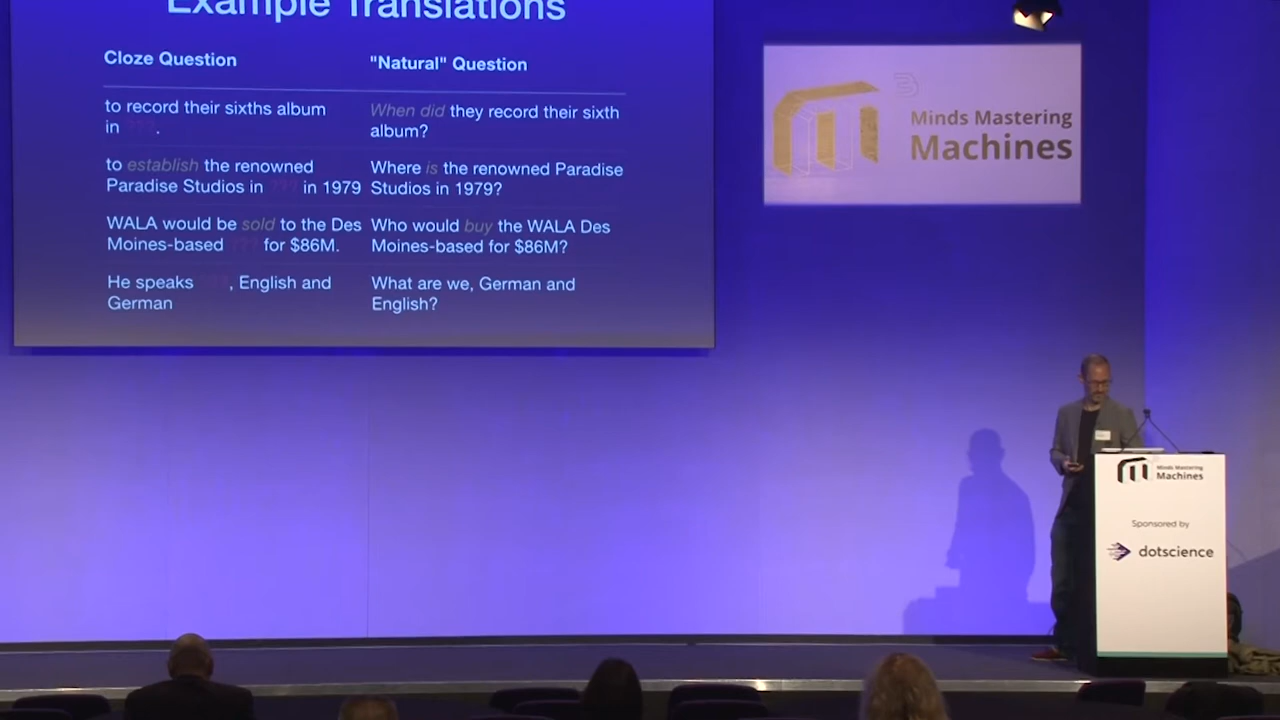 Example Translations
Cloze Question
"Natural" Question
to record their sixths album
in ???.
When did they record their sixth
album?
to establish the renowned
Paradise Studios in ??? in 1979
Where is the renowned Paradise
Studios in 1979?
WALA would be sold to the Des
Moines-based ??? for $86M.
Who would buy the WALA Des
Moines-based for $86M?
He speaks ???, English and
German
What are we, German and
English?
Minds Mastering
Machines
Minds Mastering
Machines
Sponsored by
dotscience